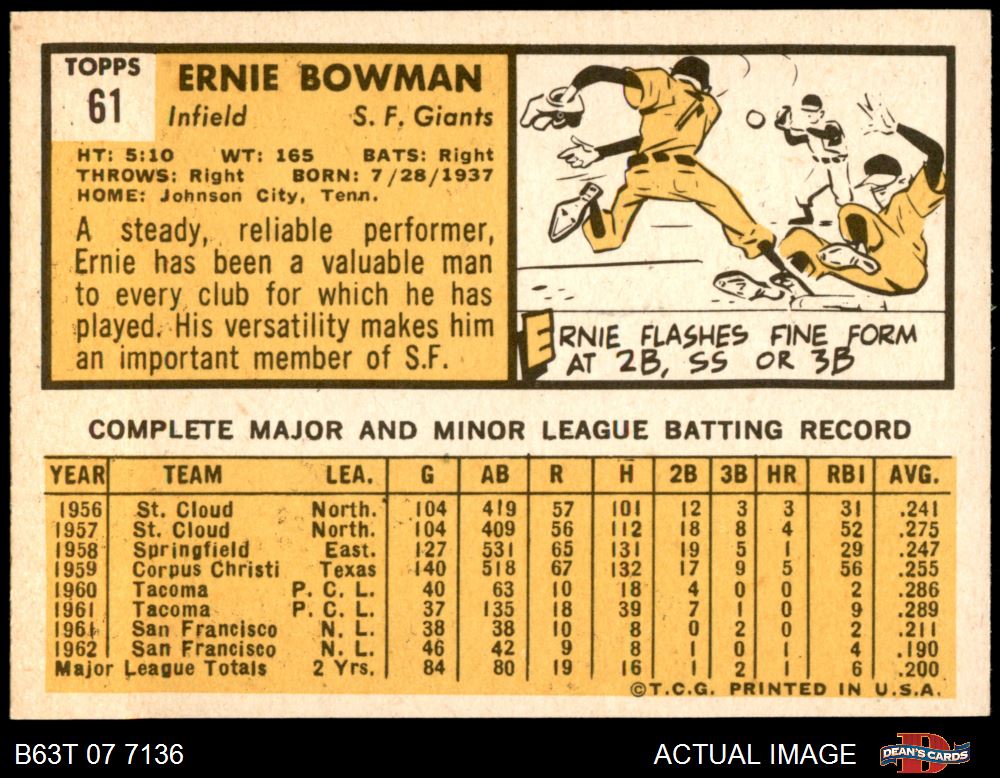 TOPPS
61
ERNIE BOWMAN
Infield S. F. Giants
HT: 5:10 WT: 165 BATS: Right
THROWS: Right BORN: 7/28/1937
HOME: Johnson City, Tenn.
A steady, reliable performer,
Ernie has been a valuable man
to every club for which he has
played. His versatility makes him
an important member of S.F.
ERNIE FLASHES FINE FORM
AT 2B, SS OR 3B
COMPLETE MAJOR AND MINOR LEAGUE BATTING RECORD
YEAR TEAM LEA. G AB R H 2B 3B HR RBI AVG.
1956 St. Cloud North. 104 419 57 101 12 3 3 31 .241
1957 St. Cloud North. 104 409 56 112 18 8 4 52 .275
1958 Springfield East. 127 531 65 131 19 5 1 29 .247
1959 Corpus Christi Texas 140 518 67 132 17 9 5 56 .255
1960 Tacoma P. C. L. 40 63 10 18 4 0 0 2 .286
1961 Tacoma P. C. L. 37 135 18 39 7 1 0 9 .289
1961 San Francisco N. L. 38 38 10 8 0 2 0 2 .211
1962 San Francisco N. L. 46 42 9 8 1 0 1 4 .190
Major League Totals 2 Yrs. 84 80 19 16 1 2 1 6 .200
©T.C.G. PRINTED IN U.S.A.
B63T 07 7136 ACTUAL IMAGE DEAN'S CARDS